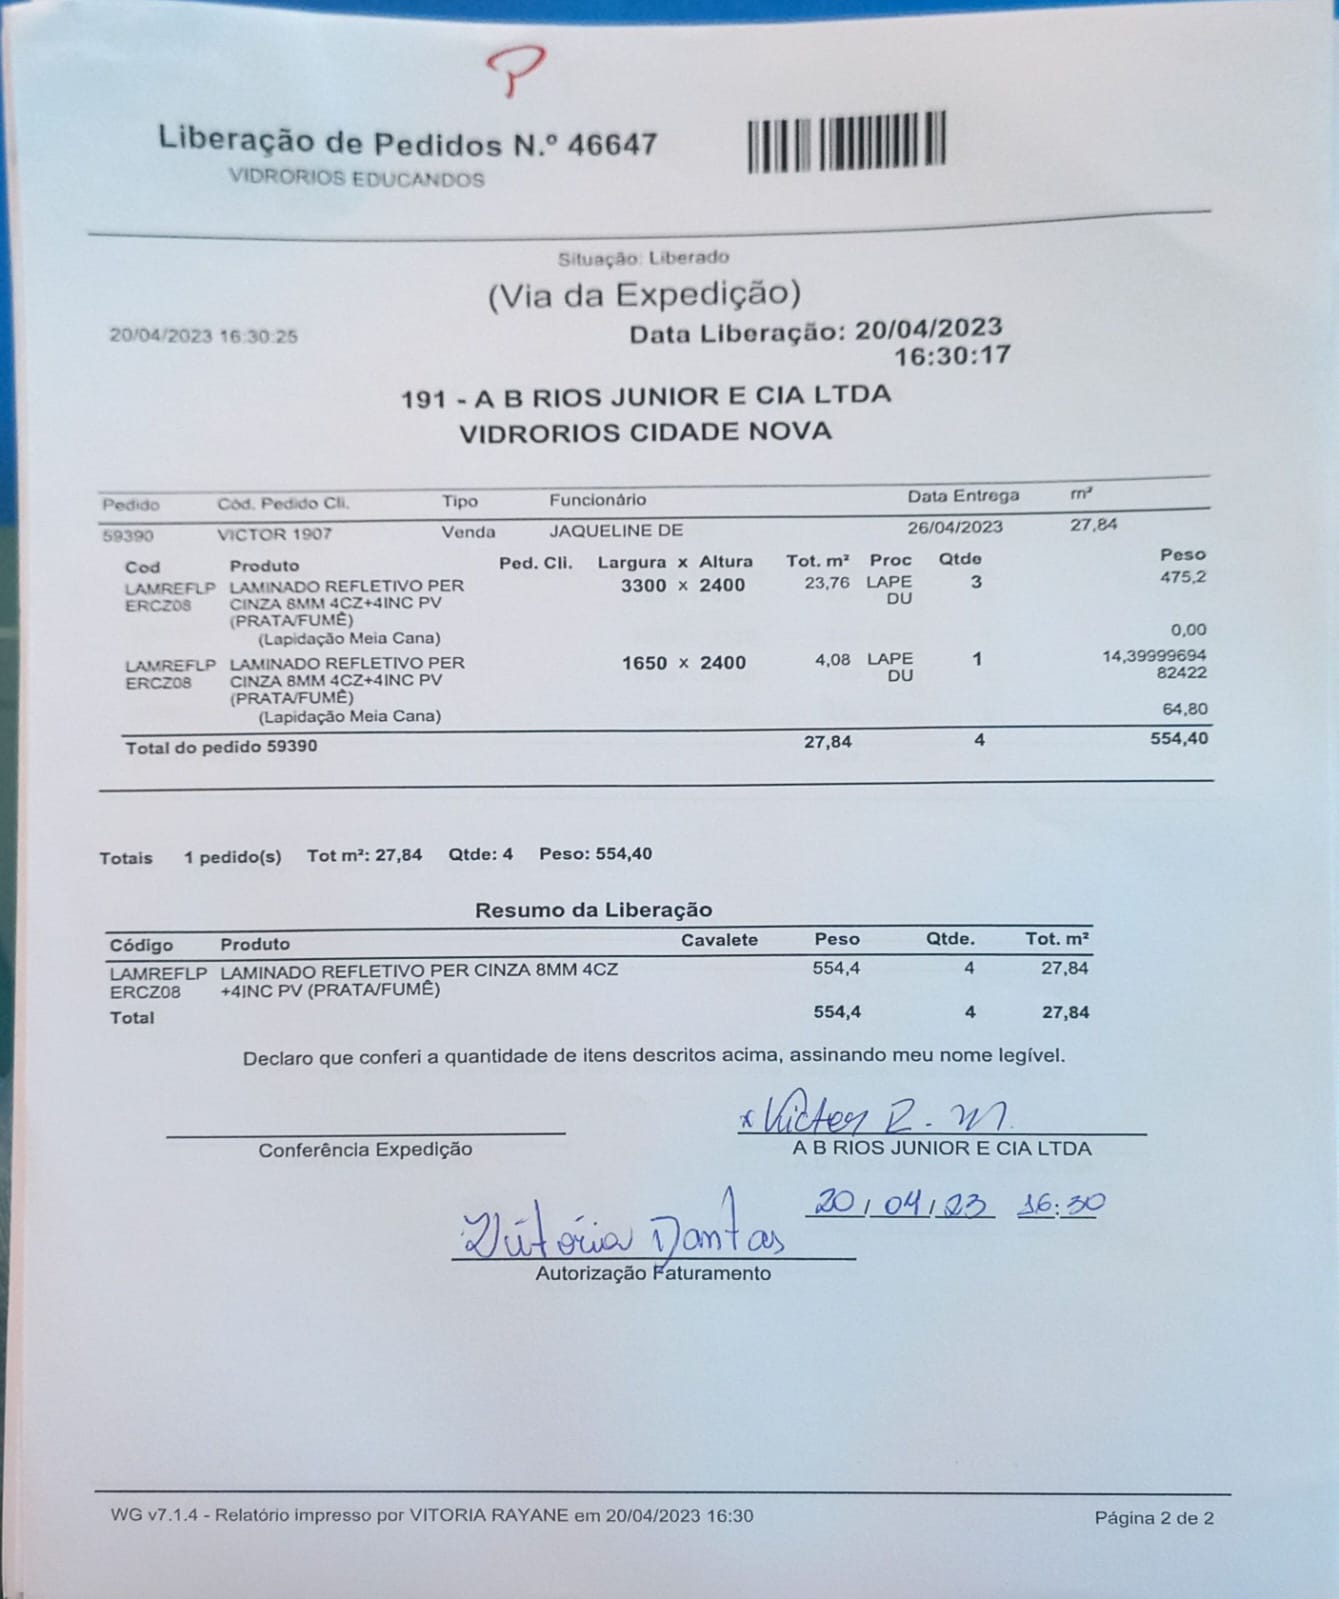 P
Liberação de Pedidos N.º 46647
VIDRORIOS EDUCANDOS
Situação: Liberado
(Via da Expedição)
20/04/2023 16:30:25
Data Liberação: 20/04/2023
16:30:17
191 - A B RIOS JUNIOR E CIA LTDA
VIDRORIOS CIDADE NOVA
Pedido Cód. Pedido Cli. Tipo Funcionário Data Entrega m²
59390 VICTOR 1907 Venda JAQUELINE DE 26/04/2023 27,84
Cod Produto Ped. Cli. Largura x Altura Tot. m² Proc Qtde Peso
LAMREFLP LAMINADO REFLETIVO PER 3300 x 2400 23,76 LAPE 3 475,2
ERCZ08 CINZA 8MM 4CZ+4INC PV DU
(PRATA/FUMÊ)
(Lapidação Meia Cana) 0,00
LAMREFLP LAMINADO REFLETIVO PER 1650 x 2400 4,08 LAPE 1 14,39999694
ERCZ08 CINZA 8MM 4CZ+4INC PV DU 82422
(PRATA/FUMÊ)
(Lapidação Meia Cana) 64,80
Total do pedido 59390 27,84 4 554,40
Totais 1 pedido(s) Tot m²: 27,84 Qtde: 4 Peso: 554,40
Resumo da Liberação
Código Produto Cavalete Peso Qtde. Tot. m²
LAMREFLP LAMINADO REFLETIVO PER CINZA 8MM 4CZ 554,4 4 27,84
ERCZ08 +4INC PV (PRATA/FUMÊ)
Total 554,4 4 27,84
Declaro que conferi a quantidade de itens descritos acima, assinando meu nome legível.
x Victor R. M.
Conferência Expedição A B RIOS JUNIOR E CIA LTDA
20/04/23 16:30
Vitória Dantas
Autorização Faturamento
WG v7.1.4 - Relatório impresso por VITORIA RAYANE em 20/04/2023 16:30 Página 2 de 2